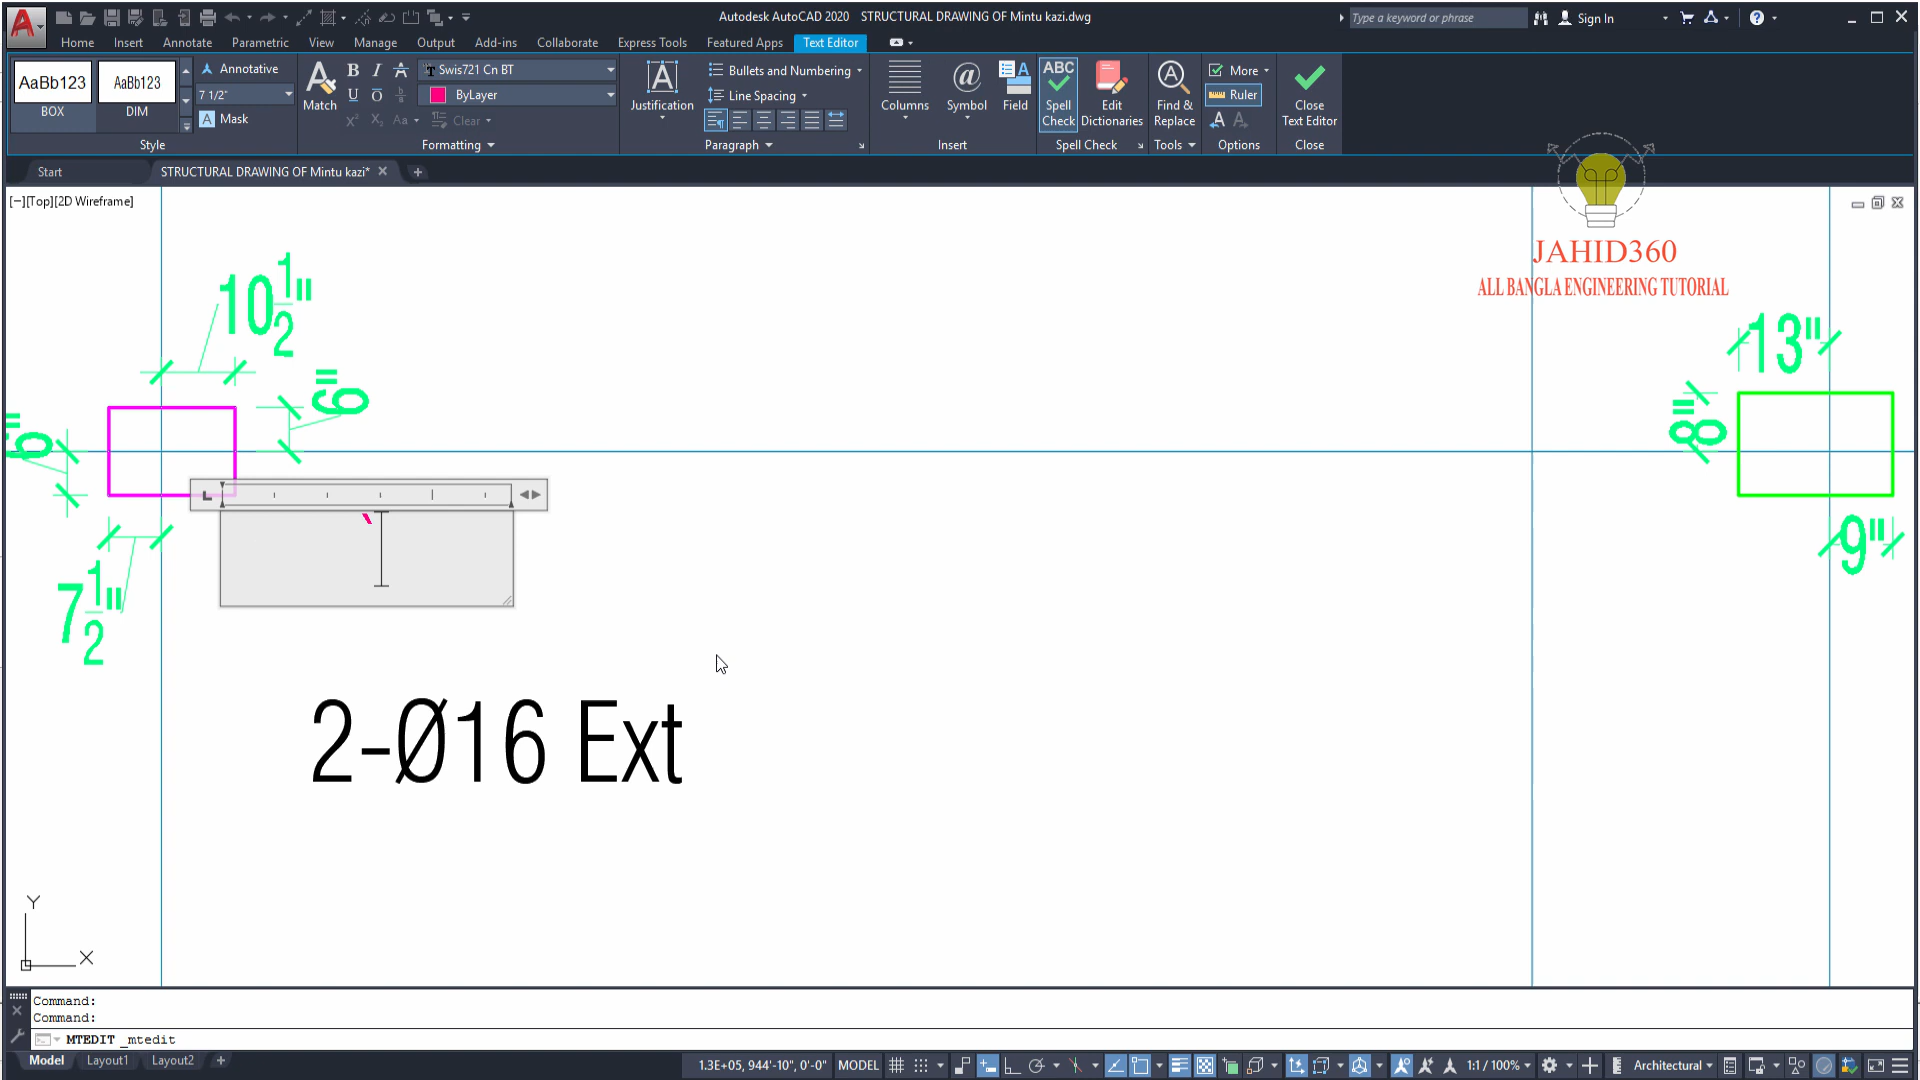 Autodesk AutoCAD 2020 STRUCTURAL DRAWING OF Mintu kazi.dwg
Type a keyword or phrase
Sign In
Home Insert Annotate Parametric View Manage Output Add-ins Collaborate Express Tools Featured Apps Text Editor
AaBb123 AaBb123
BOX DIM
Annotative
7 1/2"
Mask
Style
Match
Swis721 Cn BT
ByLayer
Clear
Formatting
Justification
Bullets and Numbering
Line Spacing
Paragraph
Columns
Symbol
Field
Insert
ABC
Spell
Check
Edit
Dictionaries
Spell Check
Find &
Replace
Tools
More
Ruler
Options
Close
Text Editor
Close
Start
STRUCTURAL DRAWING OF Mintu kazi*
[−][Top][2D Wireframe]
JAHID360
ALL BANGLA ENGINEERING TUTORIAL
10 1/2"
13"
8"
9"
7 1/2"
2-Ø16 Ext
Y
X
Command:
Command:
MTEDIT _mtedit
Model Layout1 Layout2
1.3E+05, 944'-10", 0'-0" MODEL
1:1 / 100%
Architectural